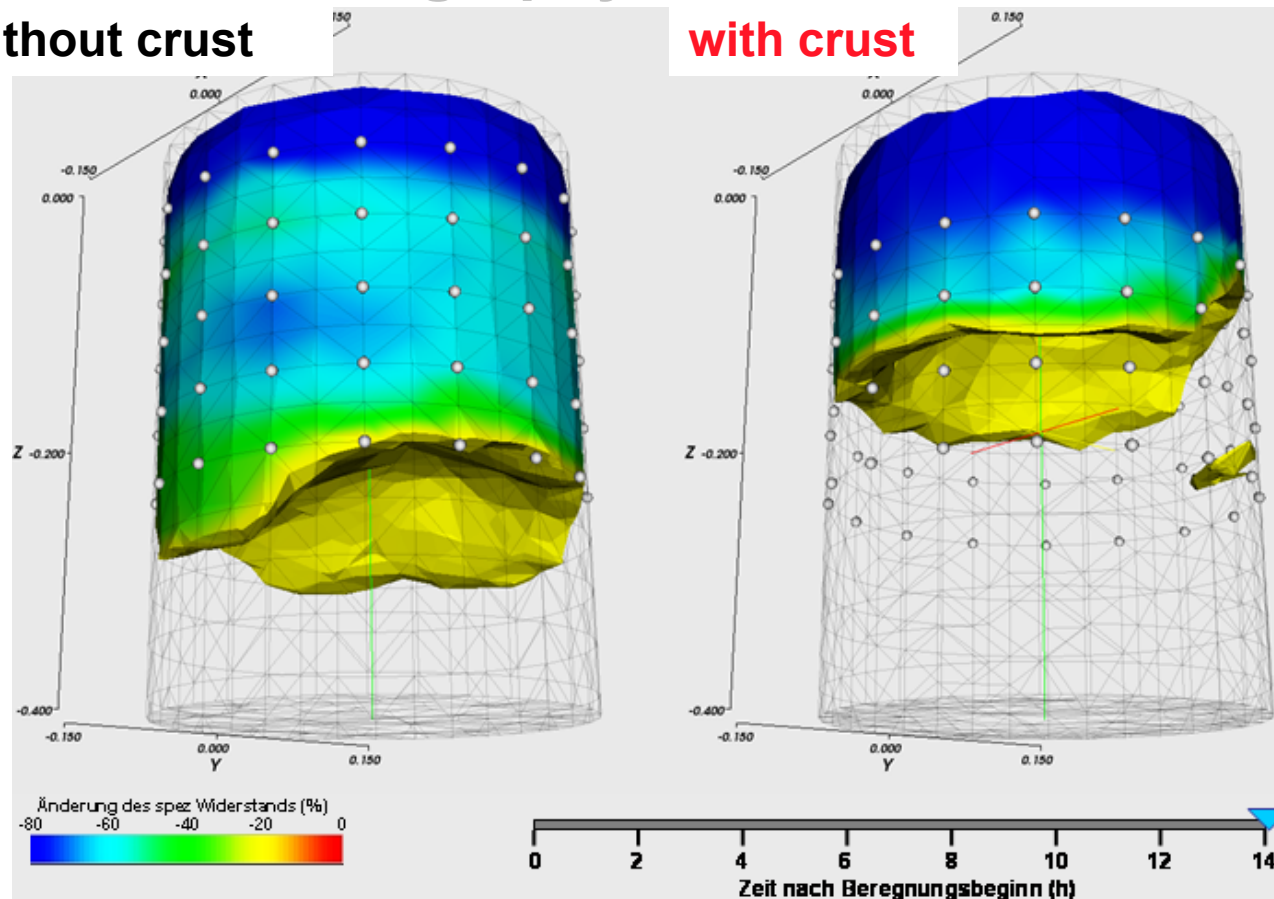 thout crust
with crust
0.150
0.000
-0.150
0.000
Z -0.200
-0.400
-0.150
0.000
Y
0.150
0.150
0.000
-0.150
0.000
Z -0.200
-0.400
-0.150
0.000
Y
0.150
Änderung des spez Widerstands (%)
-80 -60 -40 -20 0
0 2 4 6 8 10 12 14
Zeit nach Beregnungsbeginn (h)